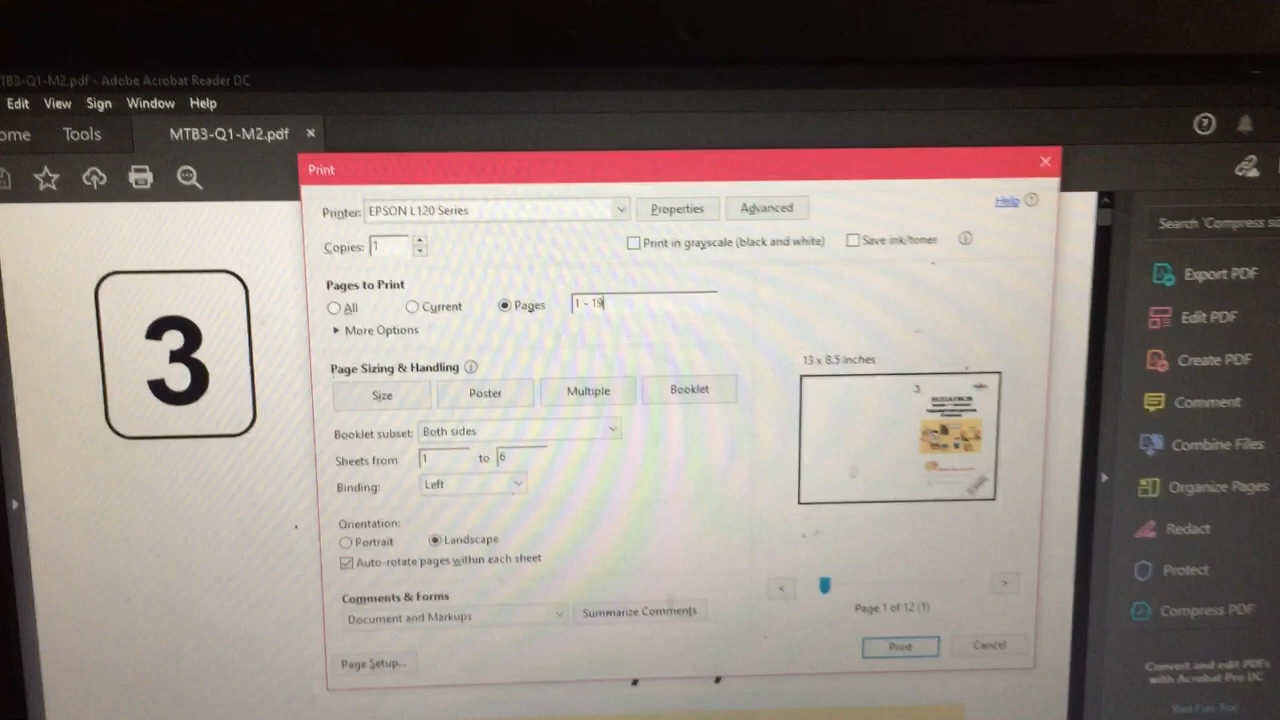 1B3-Q1-M2.pdf - Adobe Acrobat Reader DC
Edit View Sign Window Help
ome Tools MTB3-Q1-M2.pdf ×
3
Print
Printer: EPSON L120 Series Properties Advanced Help
Copies: 1 Print in grayscale (black and white) Save ink/toner
Pages to Print
All Current Pages 1 - 19
More Options
Page Sizing & Handling
Size Poster Multiple Booklet
Booklet subset: Both sides
Sheets from 1 to 6
Binding: Left
Orientation:
Portrait Landscape
Auto-rotate pages within each sheet
Comments & Forms
Document and Markups Summarize Comments
Page Setup...
13 x 8.5 inches
3
< >
Page 1 of 12 (1)
Print Cancel
Search 'Compress
Export PDF
Edit PDF
Create PDF
Comment
Combine Files
Organize Pages
Redact
Protect
Compress PDF
Convert and edit PDFs
with Acrobat Pro DC